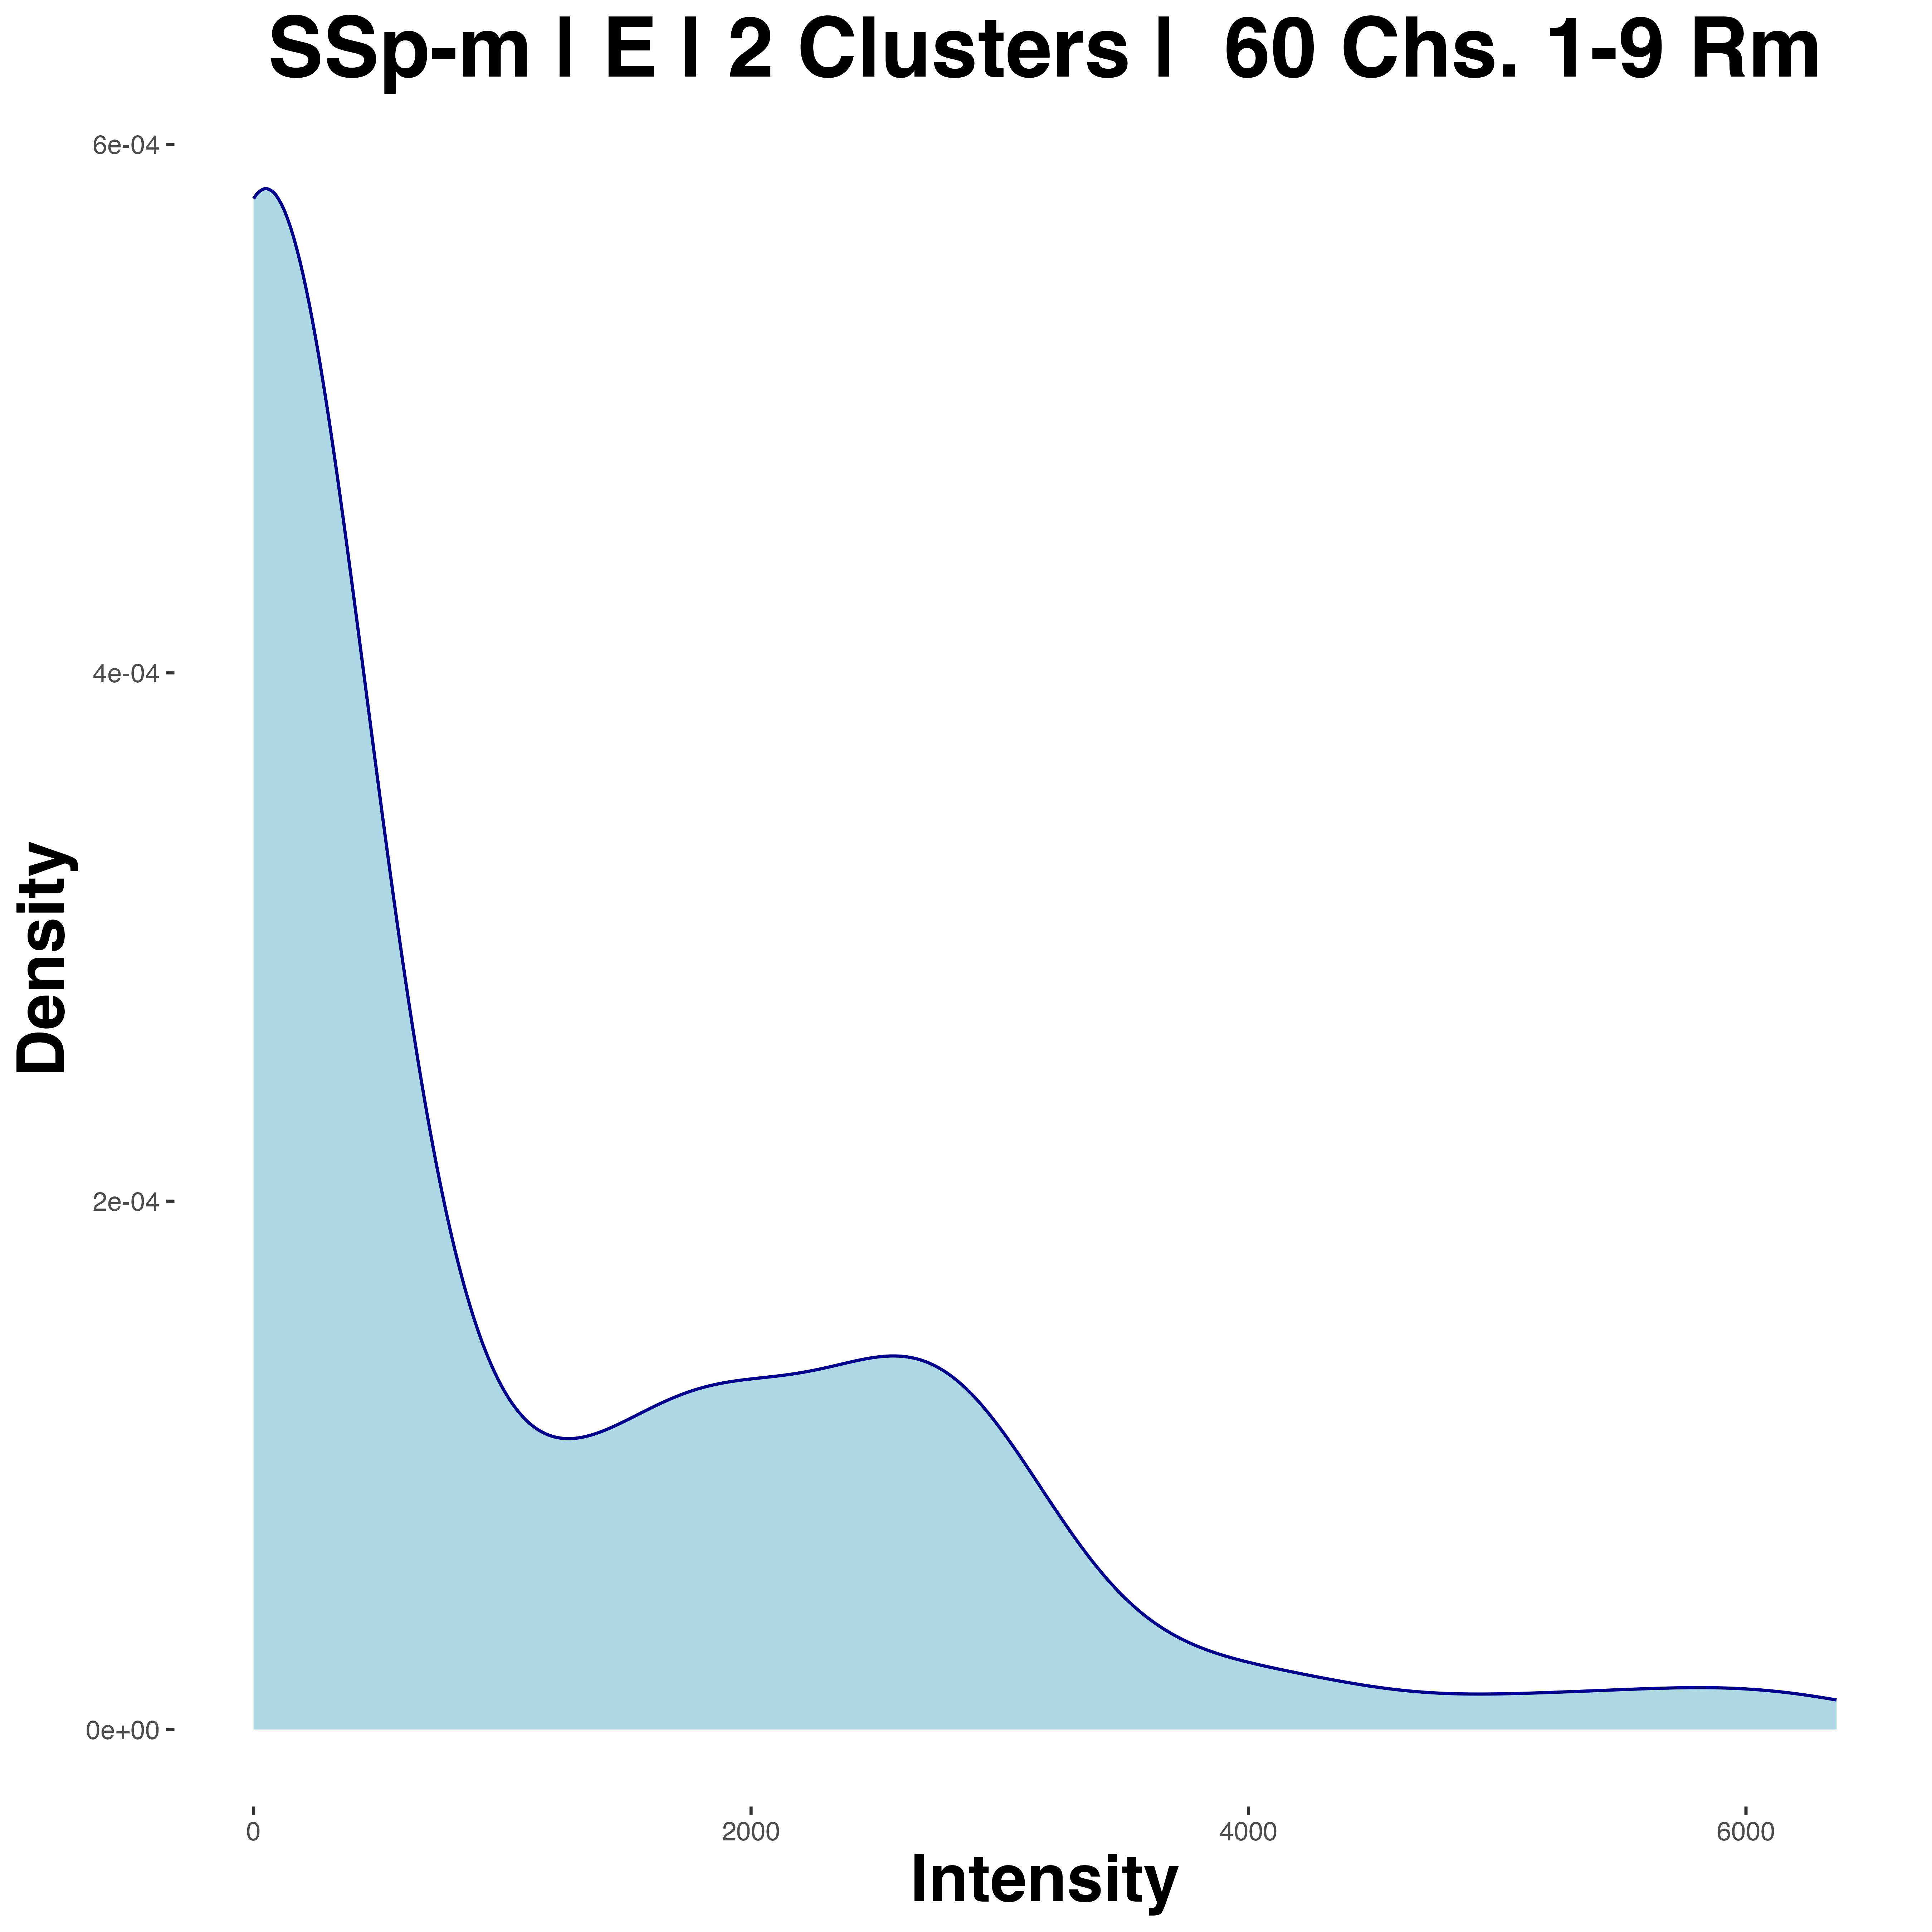 SSp-m | E | 2 Clusters |  60 Chs. 1-9 Rm
6e-04
4e-04
2e-04
0e+00
Density
0 2000 4000 6000
Intensity